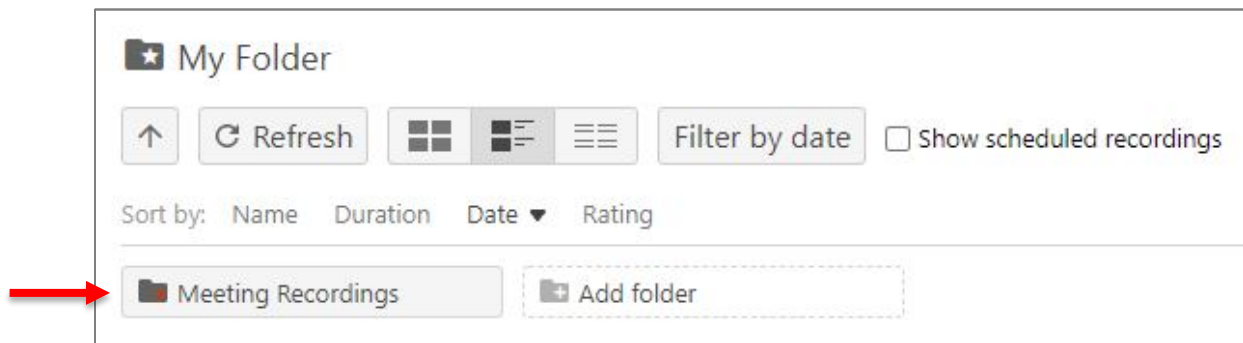 My Folder
Refresh Filter by date Show scheduled recordings
Sort by: Name Duration Date Rating
Meeting Recordings Add folder